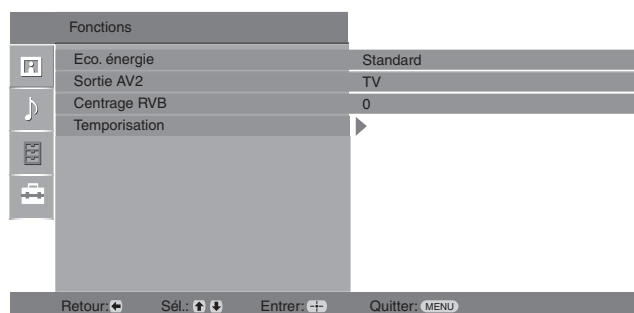 Fonctions
Eco. énergie Standard
Sortie AV2 TV
Centrage RVB 0
Temporisation
Retour: Sél.: Entrer: Quitter: MENU